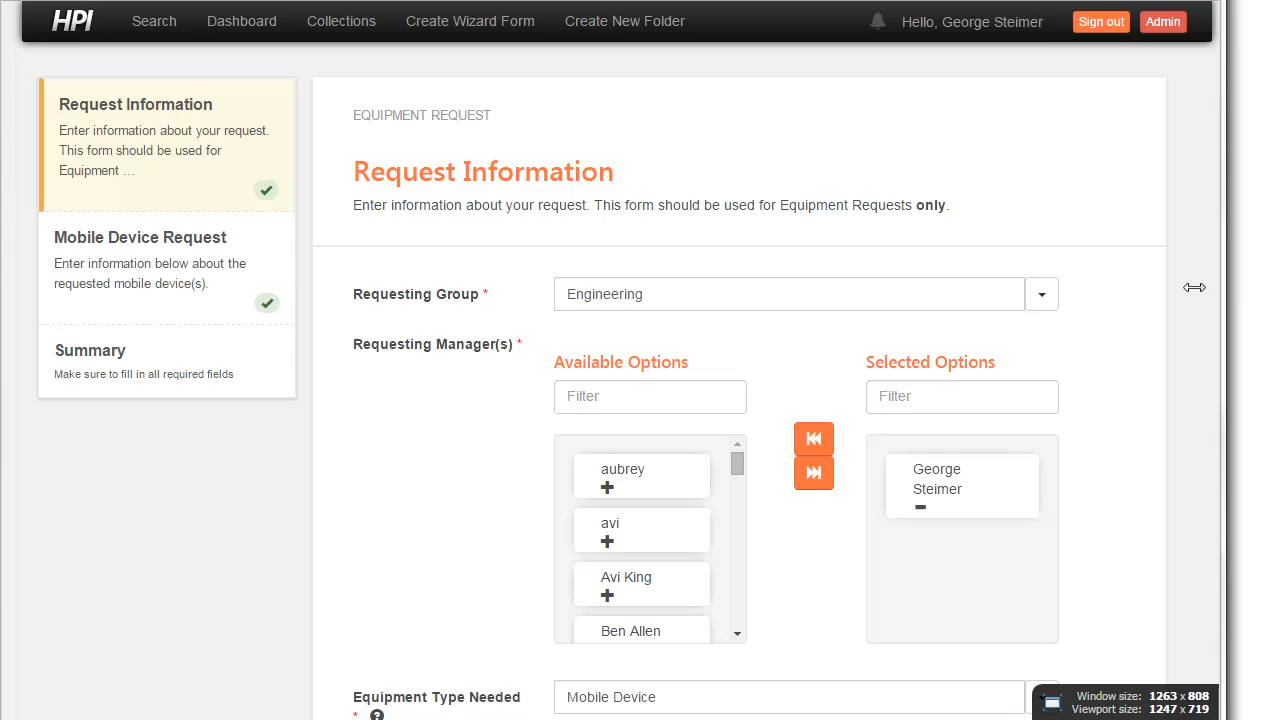 HPI Search Dashboard Collections Create Wizard Form Create New Folder Hello, George Steimer Sign out Admin
Request Information
Enter information about your request.
This form should be used for
Equipment ...
Mobile Device Request
Enter information below about the
requested mobile device(s).
Summary
Make sure to fill in all required fields
EQUIPMENT REQUEST
Request Information
Enter information about your request. This form should be used for Equipment Requests only.
Requesting Group * Engineering
Requesting Manager(s) *
Available Options Selected Options
Filter Filter
aubrey
avi
Avi King
Ben Allen
George
Steimer
Equipment Type Needed Mobile Device
* ?
Window size: 1263 x 808
Viewport size: 1247 x 719